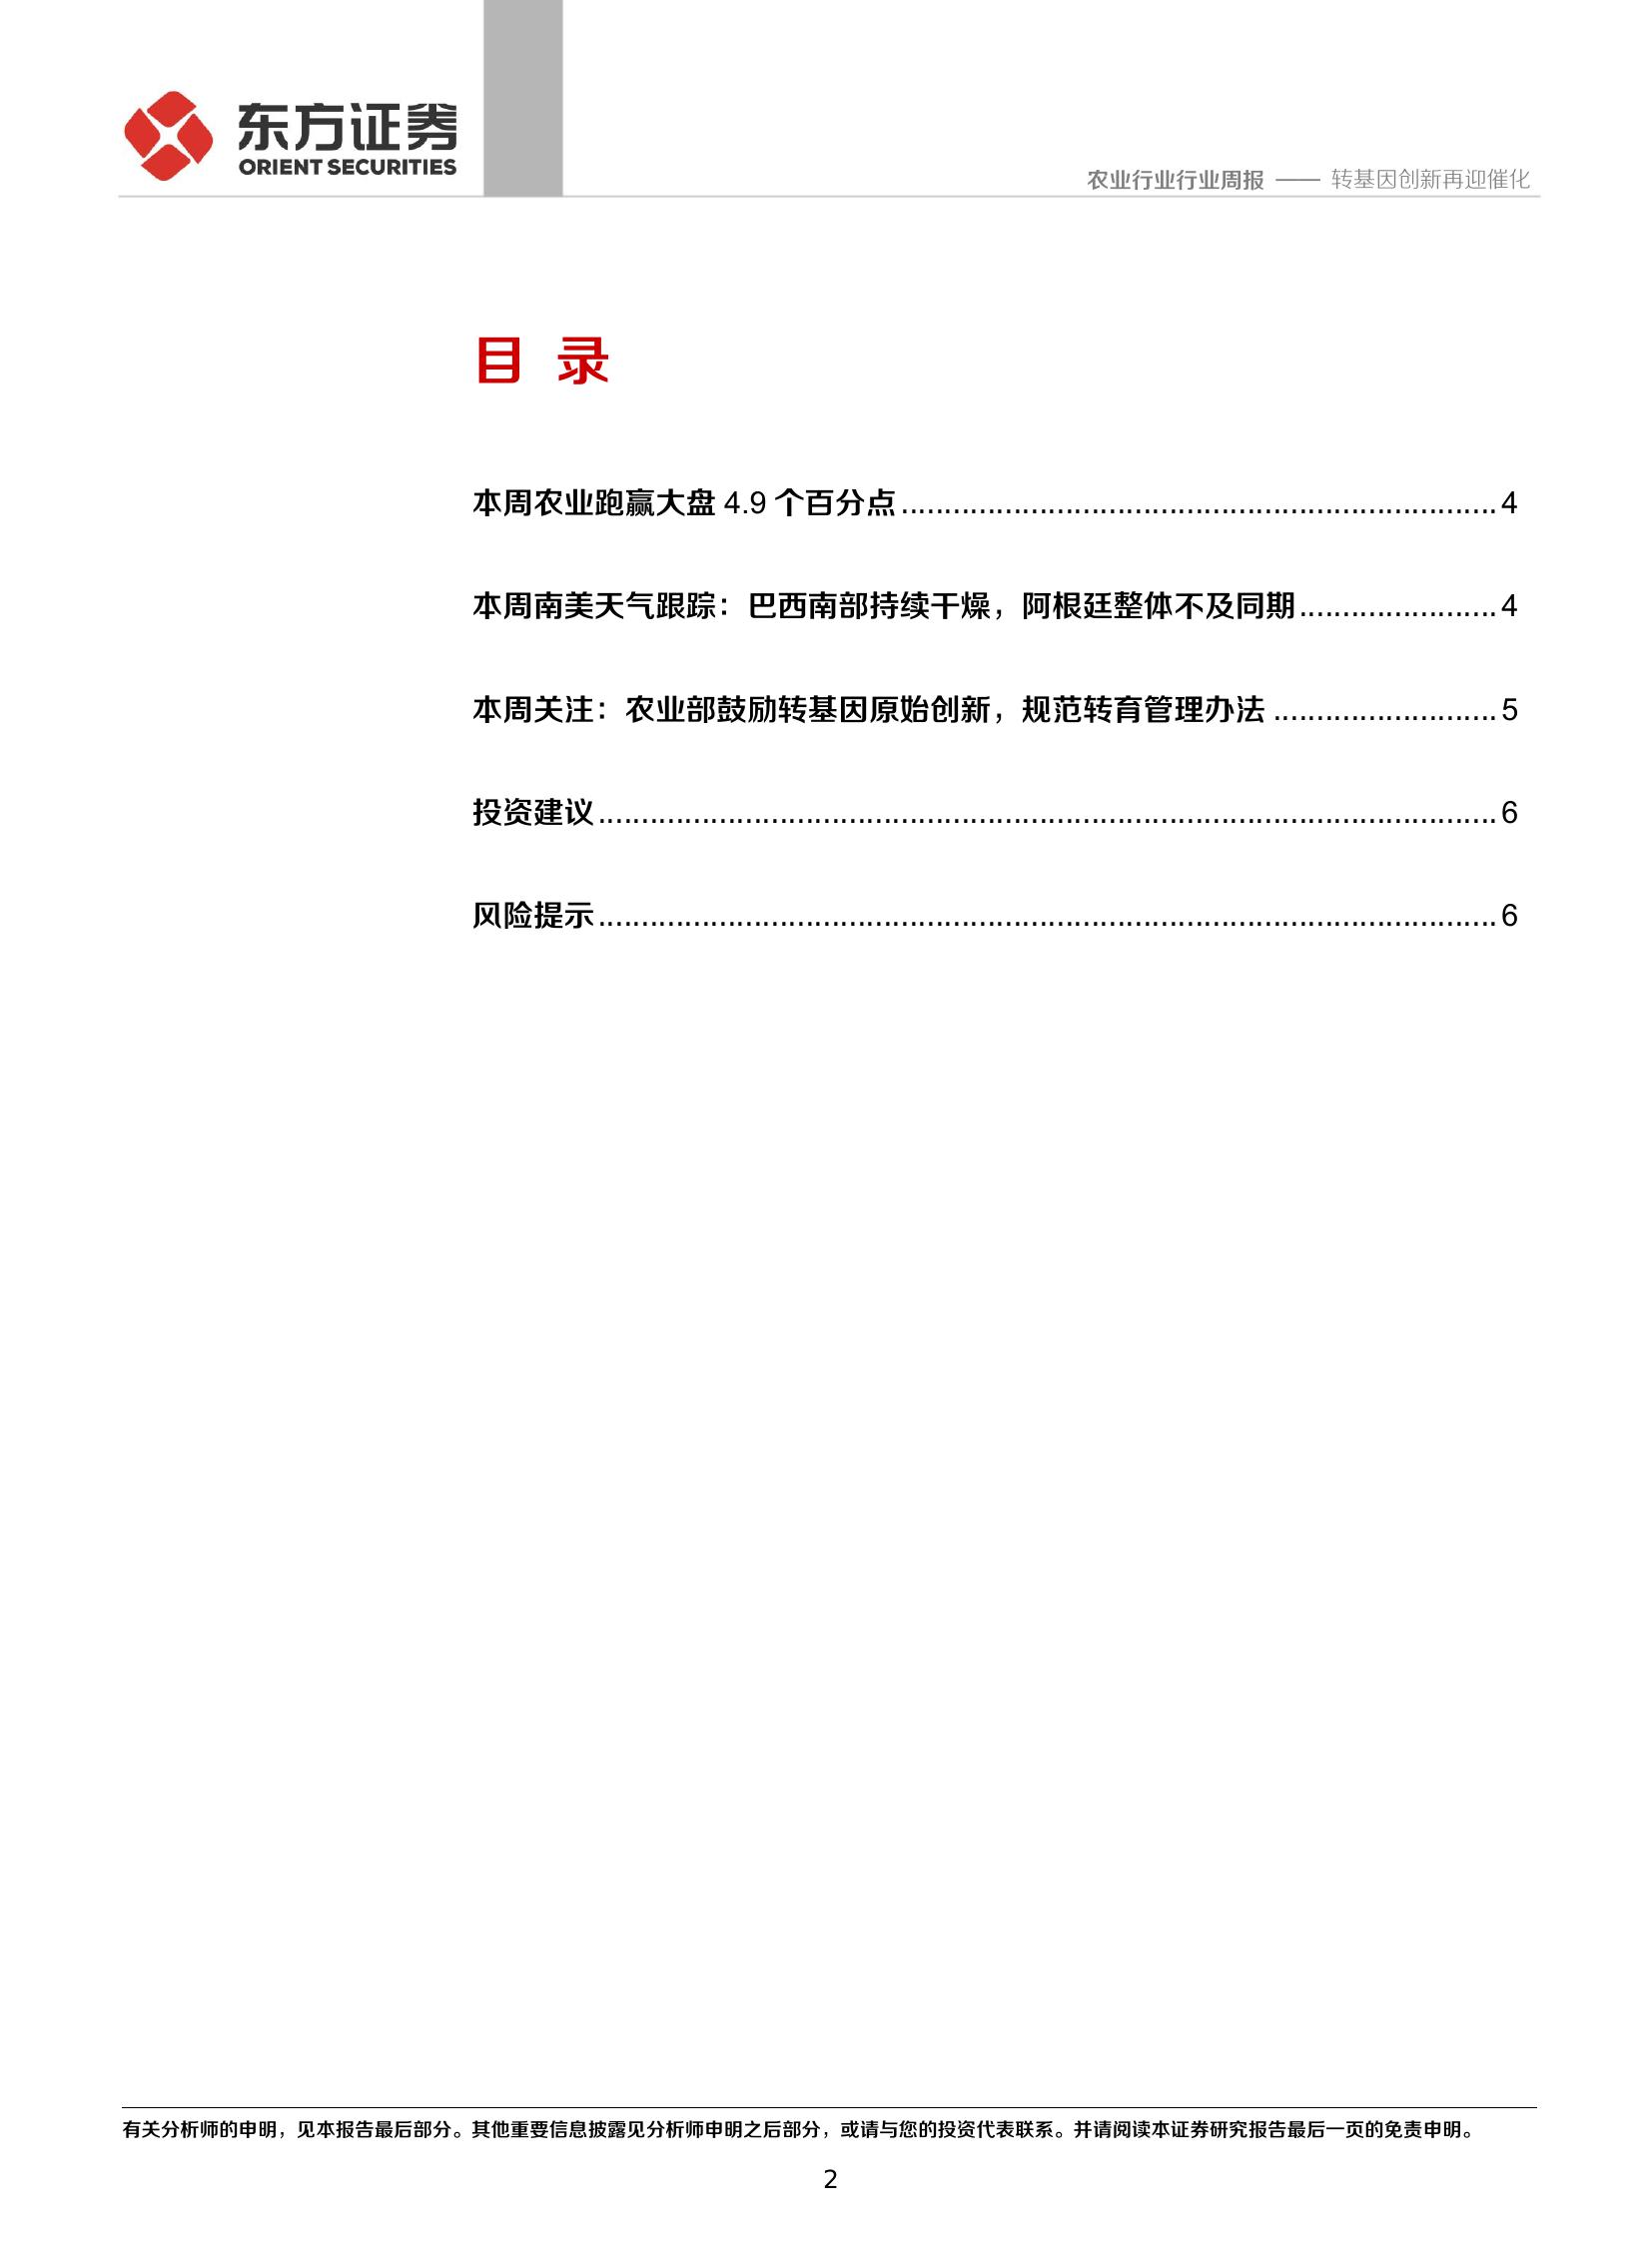 东方证券
ORIENT SECURITIES
农业行业行业周报 —— 转基因创新再迎催化
目 录
本周农业跑赢大盘 4.9 个百分点.....................................................................4
本周南美天气跟踪：巴西南部持续干燥，阿根廷整体不及同期.......................4
本周关注：农业部鼓励转基因原始创新，规范转育管理办法..........................5
投资建议........................................................................................................6
风险提示........................................................................................................6
有关分析师的申明，见本报告最后部分。其他重要信息披露见分析师申明之后部分，或请与您的投资代表联系。并请阅读本证券研究报告最后一页的免责申明。
2